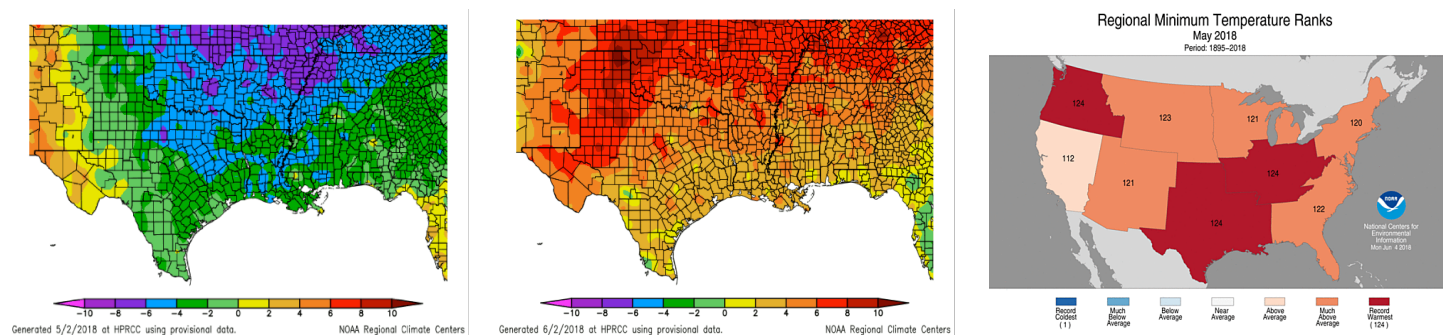 -10 -8 -6 -4 -2 0 2 4 6 8 10
Generated 5/2/2018 at HPRCC using provisional data. NOAA Regional Climate Centers
-10 -8 -6 -4 -2 0 2 4 6 8 10
Generated 6/2/2018 at HPRCC using provisional data. NOAA Regional Climate Centers
Regional Minimum Temperature Ranks
May 2018
Period: 1895–2018
124
123
121
120
112
121
124
122
124
NOAA
National Centers for
Environmental
Information
Mon Jun 4 2018
Record
Coldest
(1)
Much
Below
Average
Below
Average
Near
Average
Above
Average
Much
Above
Average
Record
Warmest
(124)